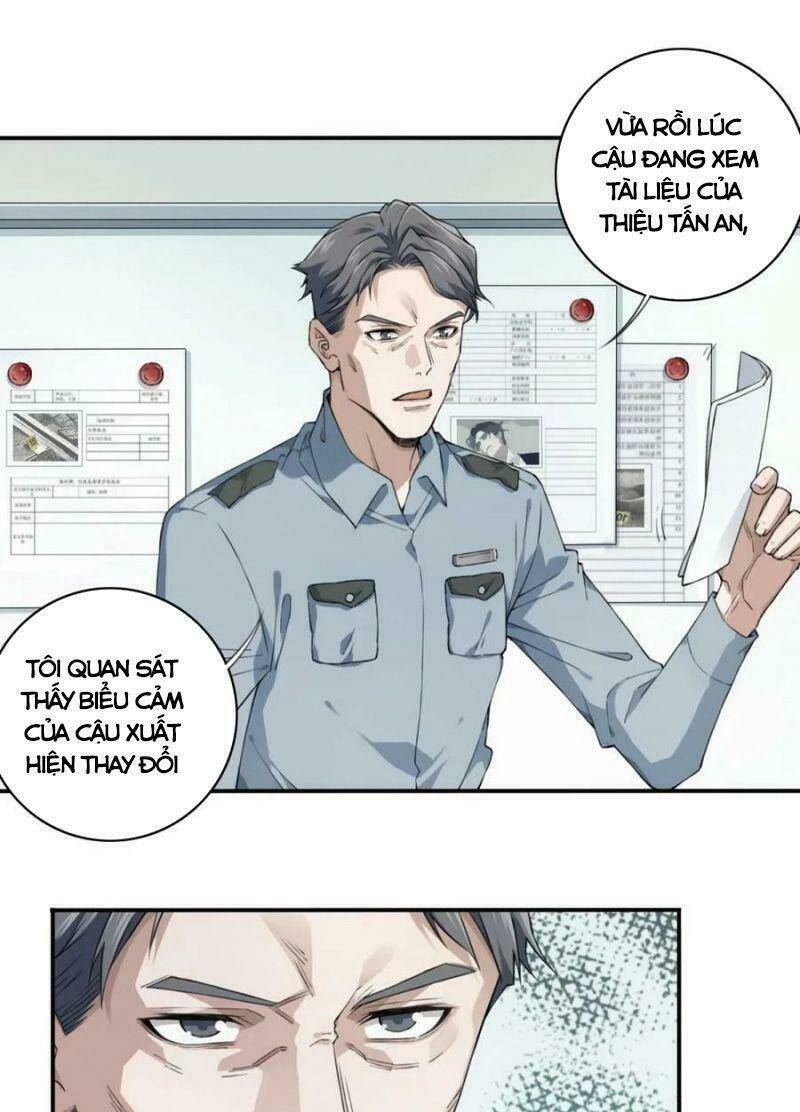 VỪA RỒI LÚC
CẬU ĐANG XEM
TÀI LIỆU CỦA
THIỆU TẤN AN,
TÔI QUAN SÁT
THẤY BIỂU CẢM
CỦA CẬU XUẤT
HIỆN THAY ĐỔI